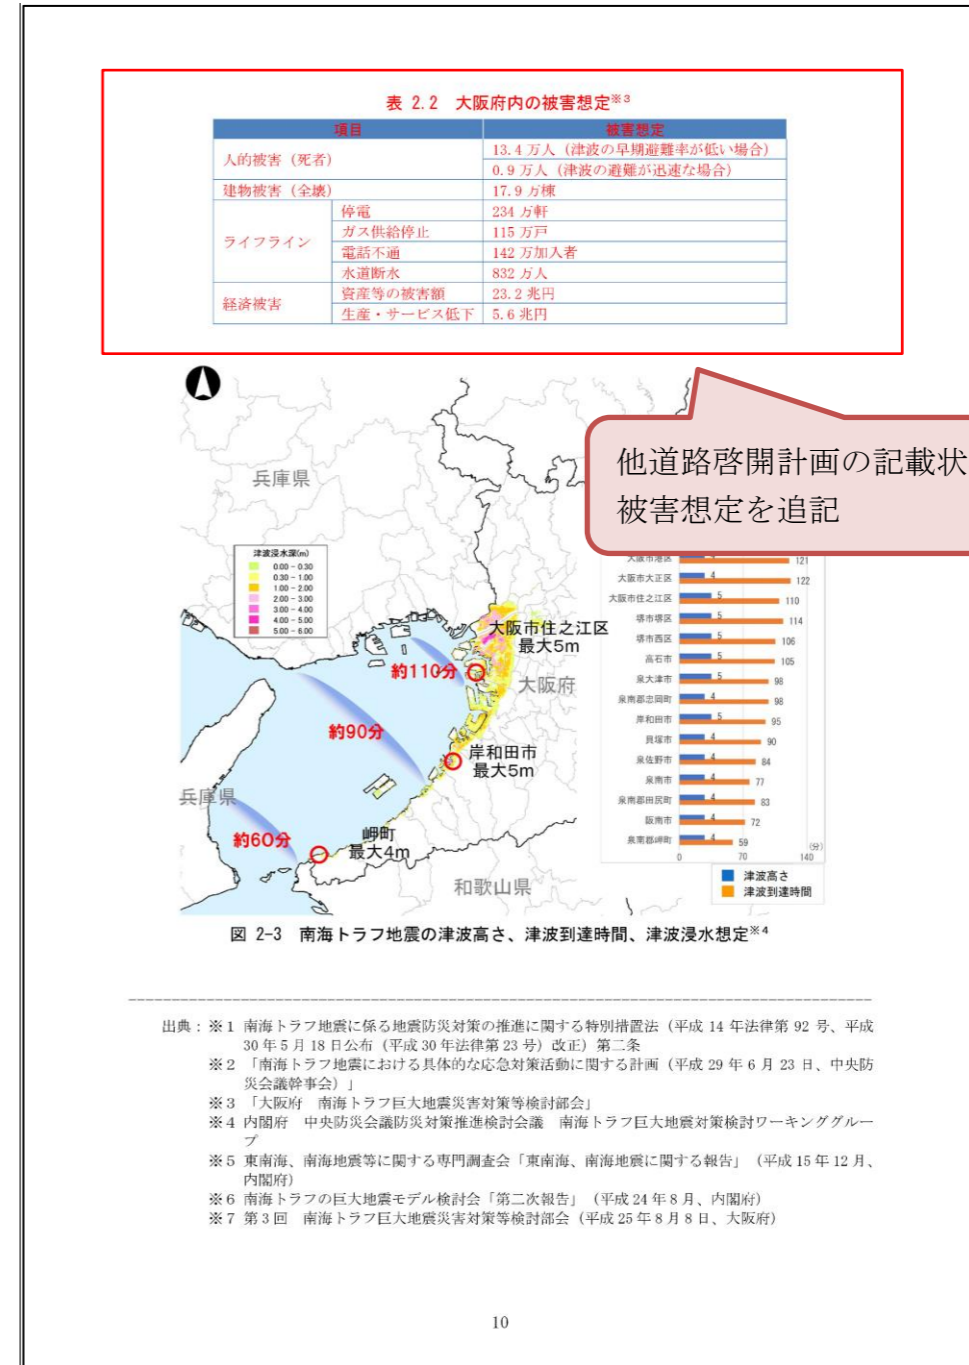 表 2.2 大阪府内の被害想定※3
項目 被害想定
人的被害（死者） 13.4 万人（津波の早期避難率が低い場合）
0.9 万人（津波の避難が迅速な場合）
建物被害（全壊） 17.9 万棟
ライフライン 停電 234 万軒
ガス供給停止 115 万戸
電話不通 142 万加入者
水道断水 832 万人
経済被害 資産等の被害額 23.2 兆円
生産・サービス低下 5.6 兆円
他道路啓開計画の記載状
被害想定を追記
兵庫県
津波浸水深(m)
0.00 - 0.30
0.30 - 1.00
1.00 - 2.00
2.00 - 3.00
3.00 - 4.00
4.00 - 5.00
5.00 - 6.00
大阪市住之江区
最大5m
約110分
大阪府
約90分
岸和田市
最大5m
兵庫県
約60分
岬町
最大4m
和歌山県
大阪市港区 121
大阪市大正区 4 122
大阪市住之江区 5 110
堺市堺区 5 114
堺市西区 5 106
高石市 5 105
泉大津市 5 98
泉南郡忠岡町 4 98
岸和田市 5 95
貝塚市 4 90
泉佐野市 4 84
泉南市 4 77
泉南郡田尻町 4 83
阪南市 4 72
泉南郡岬町 4 59
(分)
0 70 140
津波高さ
津波到達時間
図 2-3 南海トラフ地震の津波高さ、津波到達時間、津波浸水想定※4
出典：※1 南海トラフ地震に係る地震防災対策の推進に関する特別措置法（平成 14 年法律第 92 号、平成
30 年 5 月 18 日公布（平成 30 年法律第 23 号）改正）第二条
※2 「南海トラフ地震における具体的な応急対策活動に関する計画（平成 29 年 6 月 23 日、中央防
災会議幹事会）」
※3 「大阪府 南海トラフ巨大地震災害対策等検討部会」
※4 内閣府 中央防災会議防災対策推進検討会議 南海トラフ巨大地震対策検討ワーキンググルー
プ
※5 東南海、南海地震等に関する専門調査会「東南海、南海地震に関する報告」（平成 15 年 12 月、
内閣府）
※6 南海トラフの巨大地震モデル検討会「第二次報告」（平成 24 年 8 月、内閣府）
※7 第 3 回 南海トラフ巨大地震災害対策等検討部会（平成 25 年 8 月 8 日、大阪府）
10